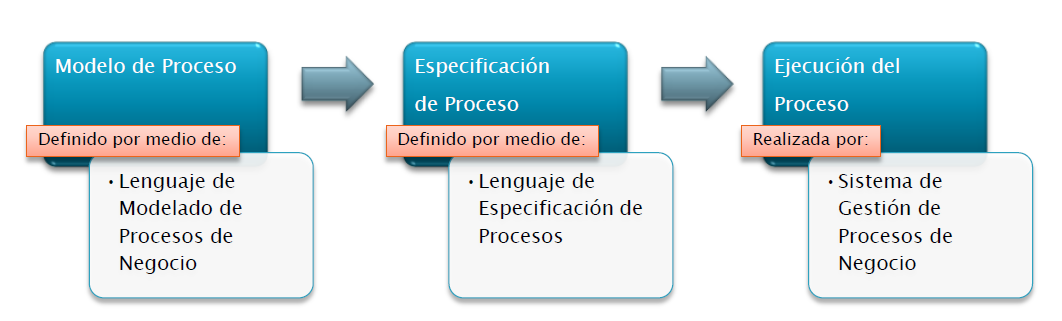 Modelo de Proceso
Definido por medio de:
• Lenguaje de
Modelado de
Procesos de
Negocio
Especificación
de Proceso
Definido por medio de:
• Lenguaje de
Especificación de
Procesos
Ejecución del
Proceso
Realizada por:
• Sistema de
Gestión de
Procesos de
Negocio